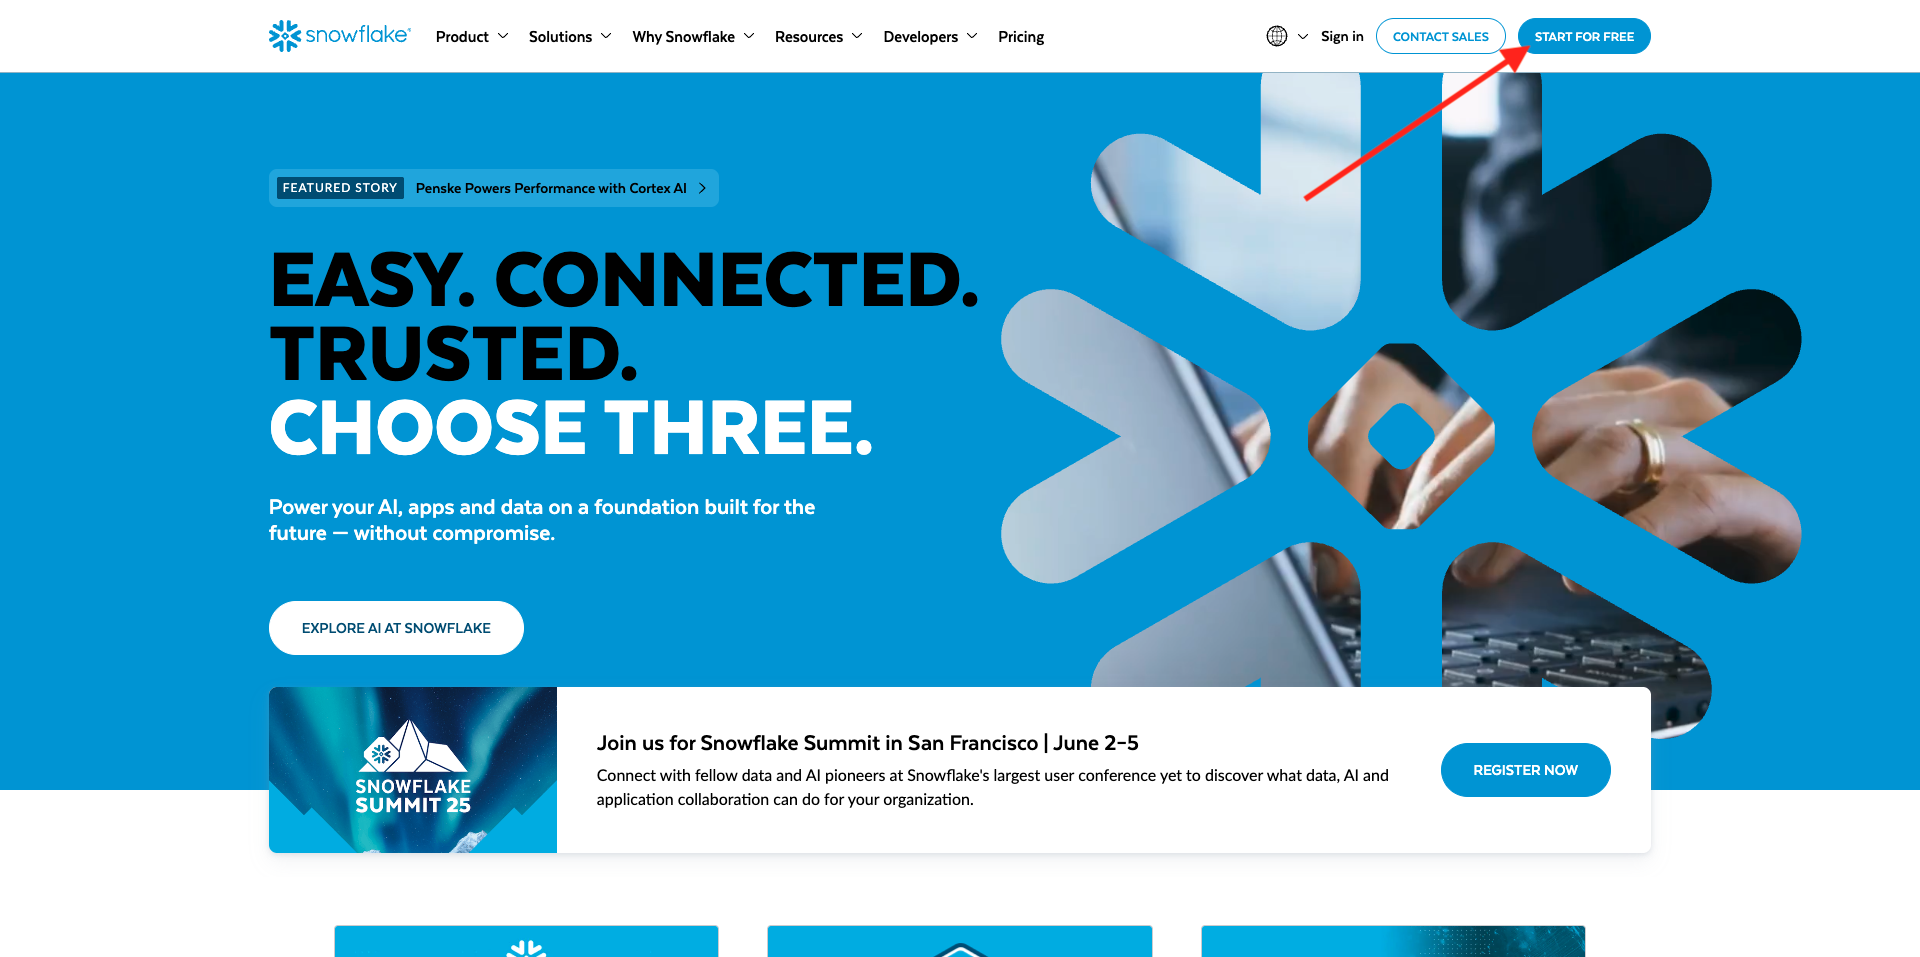 snowflake
Product
Solutions
Why Snowflake
Resources
Developers
Pricing
Sign in
CONTACT SALES
START FOR FREE
FEATURED STORY
Penske Powers Performance with Cortex AI
EASY. CONNECTED.
TRUSTED.
CHOOSE THREE.
Power your AI, apps and data on a foundation built for the
future — without compromise.
EXPLORE AI AT SNOWFLAKE
SNOWFLAKE
SUMMIT 25
Join us for Snowflake Summit in San Francisco | June 2-5
Connect with fellow data and AI pioneers at Snowflake's largest user conference yet to discover what data, AI and
application collaboration can do for your organization.
REGISTER NOW